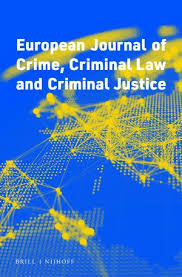 European Journal of
Crime, Criminal Law
and Criminal Justice
BRILL | NIJHOFF